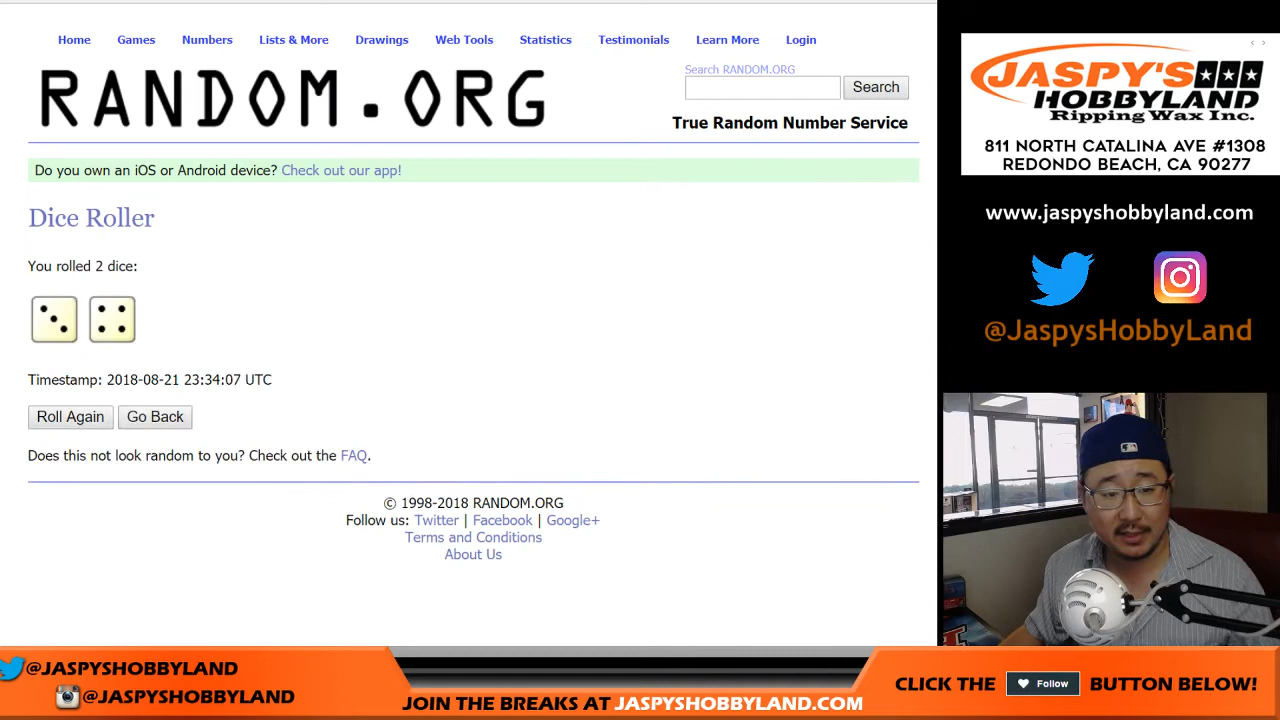 Home Games Numbers Lists & More Drawings Web Tools Statistics Testimonials Learn More Login
RANDOM.ORG
Search RANDOM.ORG
Search
True Random Number Service
Do you own an iOS or Android device? Check out our app!
Dice Roller
You rolled 2 dice:
Timestamp: 2018-08-21 23:34:07 UTC
Roll Again Go Back
Does this not look random to you? Check out the FAQ.
© 1998-2018 RANDOM.ORG
Follow us: Twitter | Facebook | Google+
Terms and Conditions
About Us
JASPY'S
HOBBYLAND
Ripping Wax Inc.
811 NORTH CATALINA AVE #1308
REDONDO BEACH, CA 90277
www.jaspyshobbyland.com
@JaspysHobbyLand
@JASPYSHOBBYLAND
@JASPYSHOBBYLAND
JOIN THE BREAKS AT JASPYSHOBBYLAND.COM
CLICK THE Follow BUTTON BELOW!